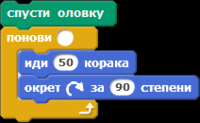 спусти оловку
понови
иди 50 корака
окрет за 90 степени